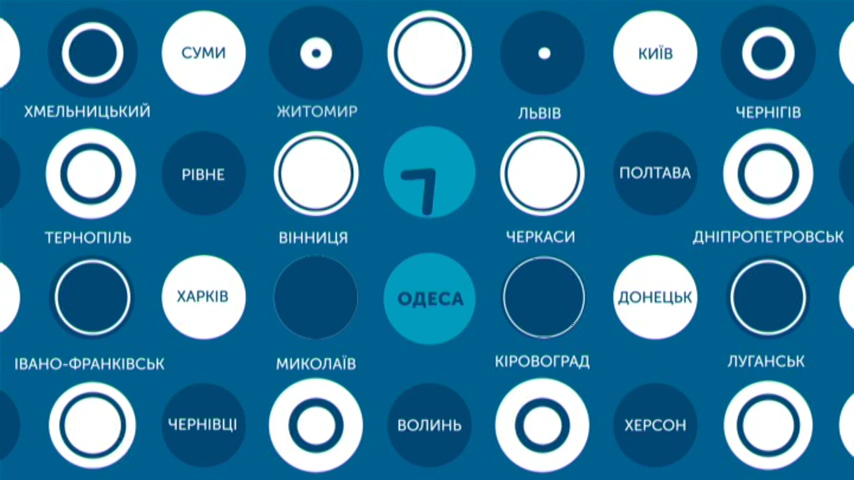 СУМИ
КИЇВ
ХМЕЛЬНИЦЬКИЙ
ЖИТОМИР
ЛЬВІВ
ЧЕРНІГІВ
РІВНЕ
ПОЛТАВА
ТЕРНОПІЛЬ
ВІННИЦЯ
ЧЕРКАСИ
ДНІПРОПЕТРОВСЬК
ХАРКІВ
ОДЕСА
ДОНЕЦЬК
ІВАНО-ФРАНКІВСЬК
МИКОЛАЇВ
КІРОВОГРАД
ЛУГАНСЬК
ЧЕРНІВЦІ
ВОЛИНЬ
ХЕРСОН